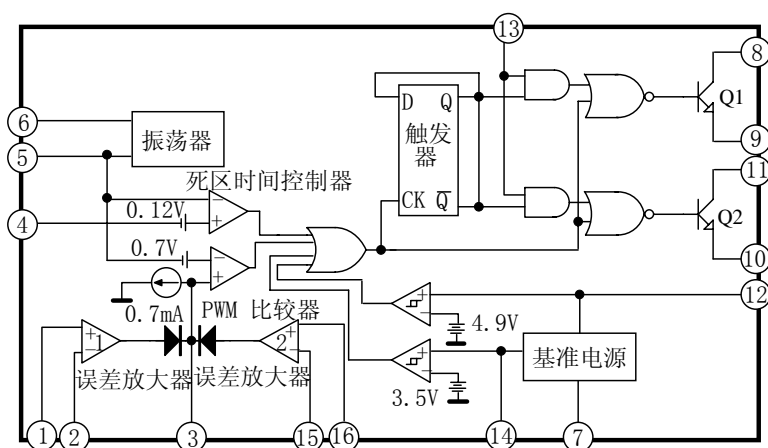 ⑬
⑧
D Q
⑥
Q1
振荡器
触发器
⑤
⑨
死区时间控制器
⑪
CK Q̅
④
0.12V
Q2
0.7V
⑩
⑫
0.7mA
PWM 比较器
4.9V
1
2
基准电源
误差放大器
误差放大器
3.5V
①
②
③
⑮
⑯
⑭
⑦